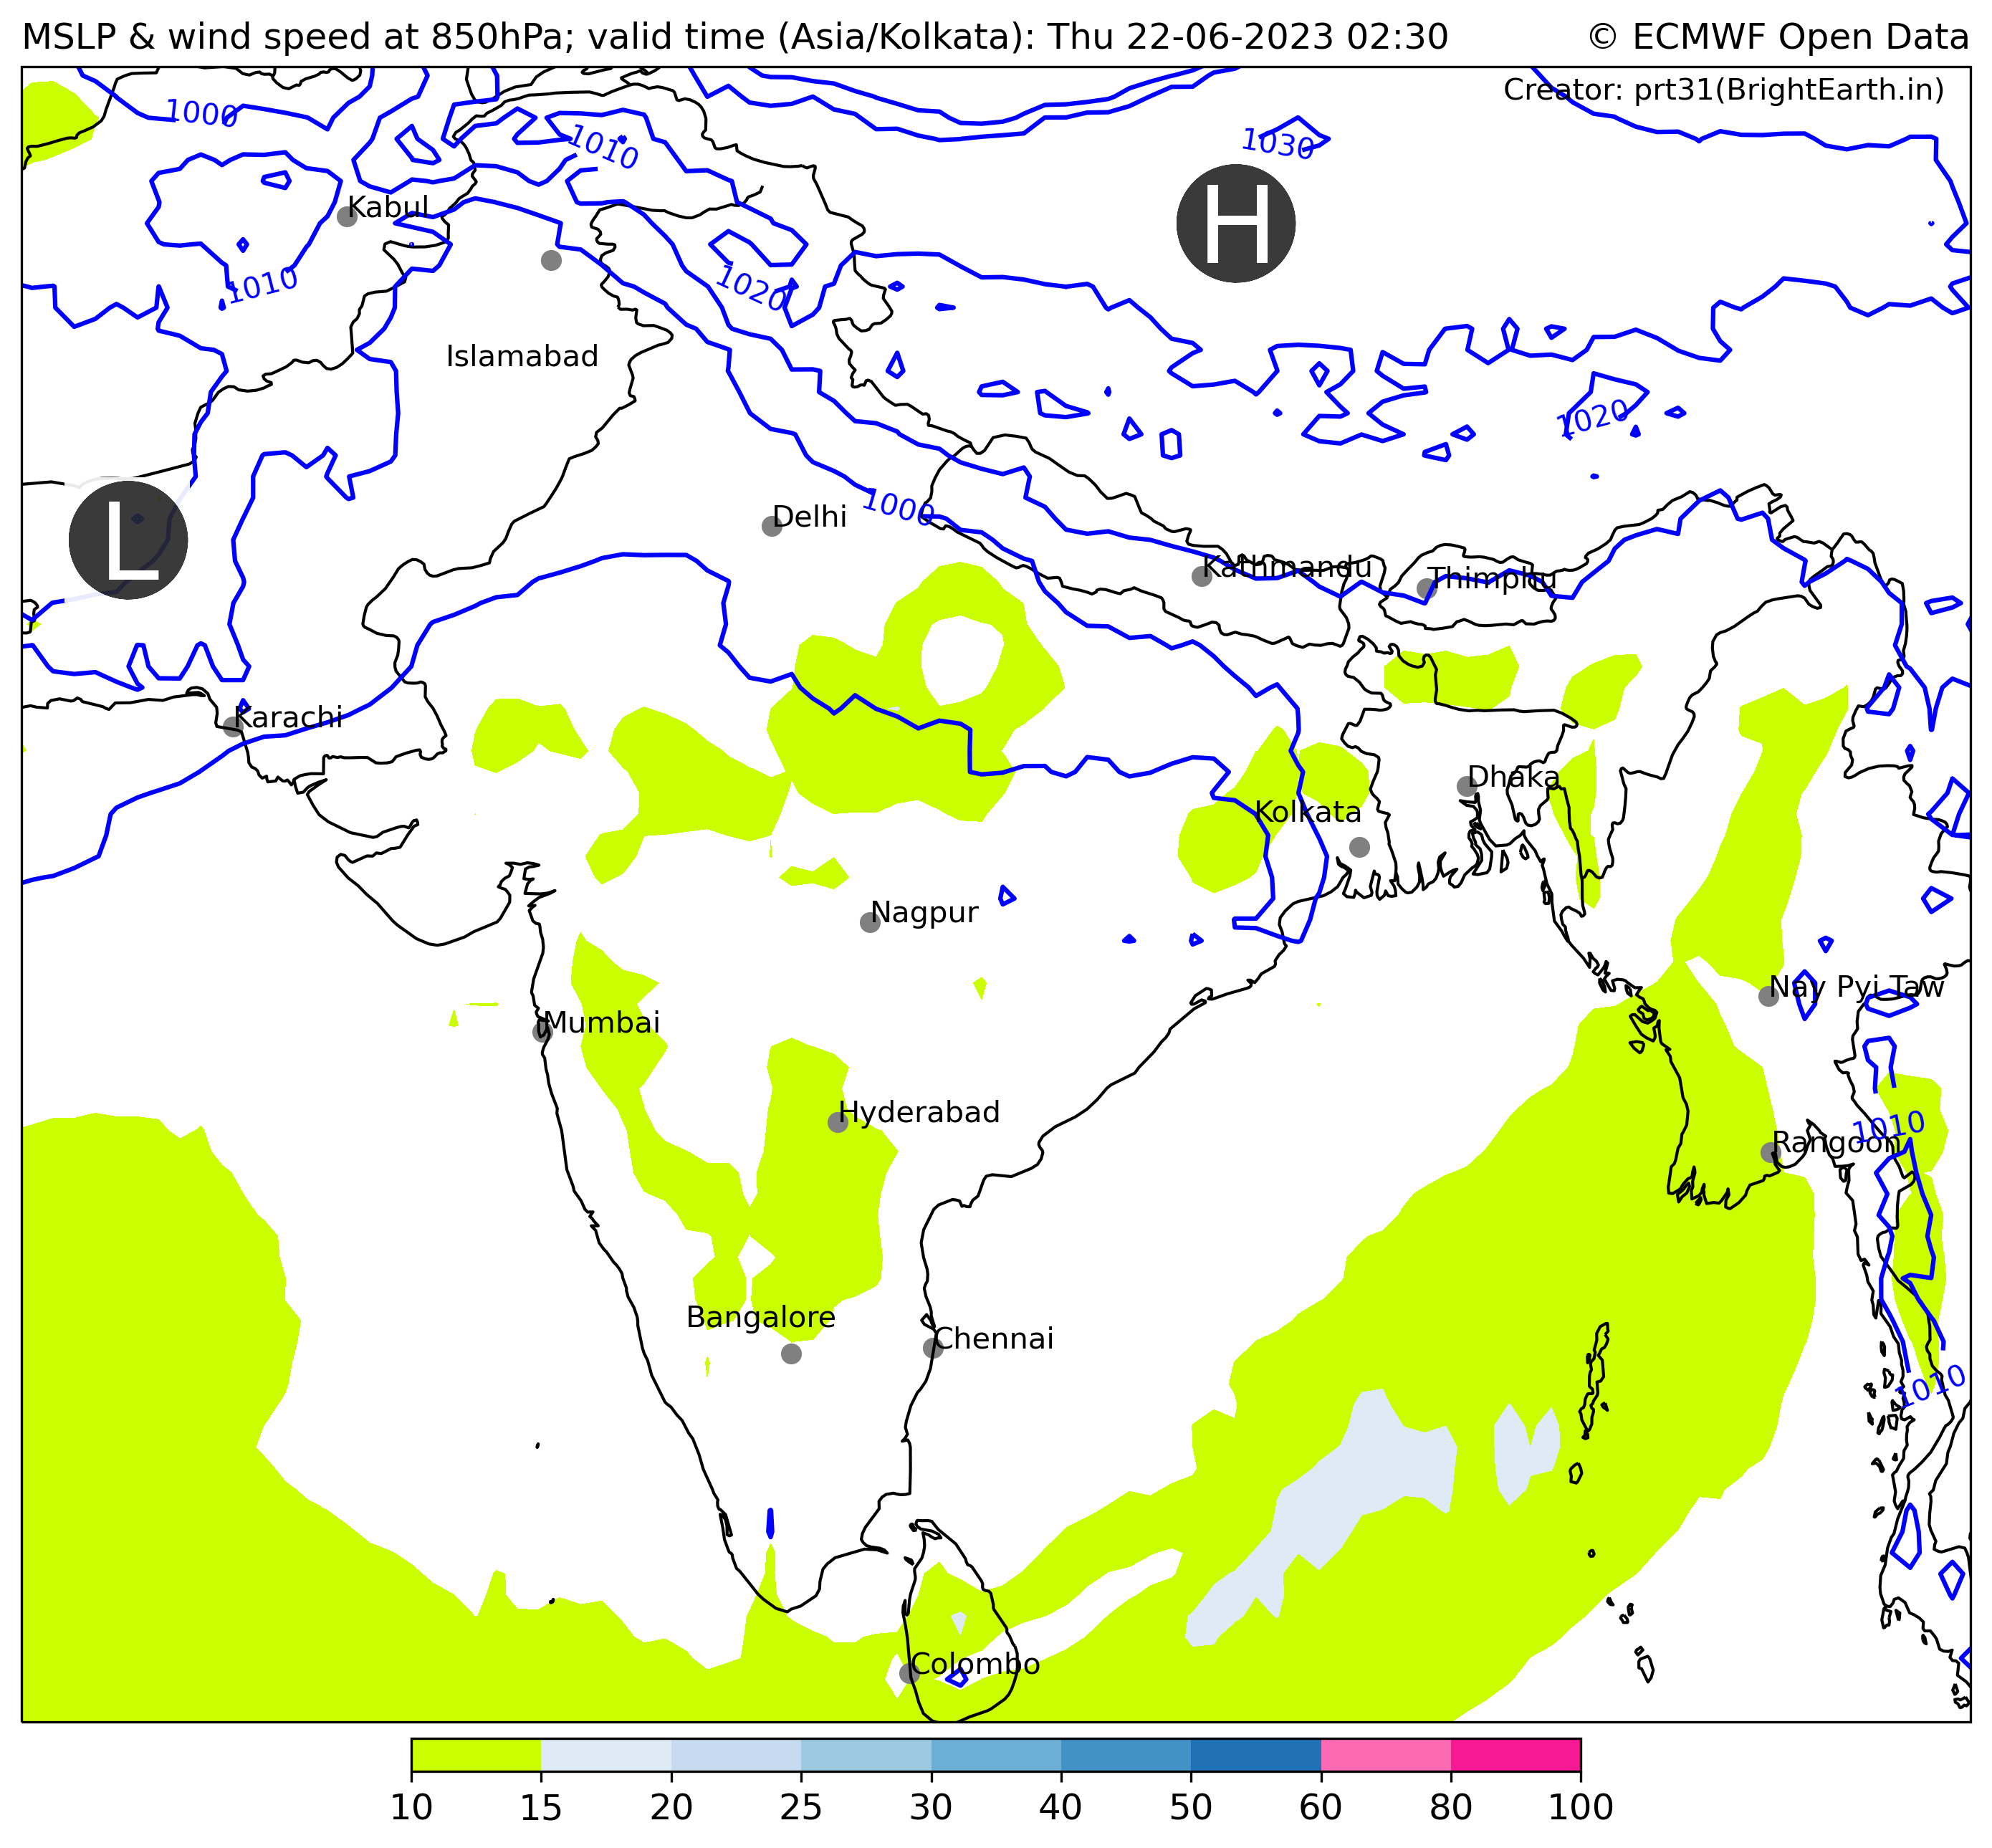 MSLP & wind speed at 850hPa; valid time (Asia/Kolkata): Thu 22-06-2023 02:30
© ECMWF Open Data
Creator: prt31(BrightEarth.in)
1000
1010
1030
H
Kabul
1010
1020
Islamabad
1020
1000
Delhi
L
Kathmandu
Thimphu
Karachi
Dhaka
Kolkata
Nagpur
Nay Pyi Taw
Mumbai
Hyderabad
1010
Rangoon
Bangalore
Chennai
1010
Colombo
10 15 20 25 30 40 50 60 80 100